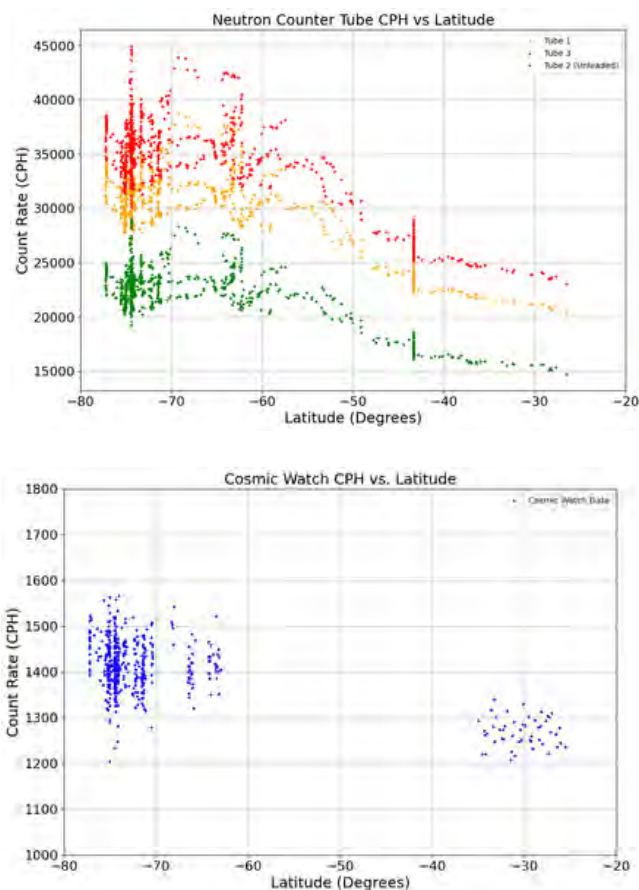 Neutron Counter Tube CPH vs Latitude
Tube 1
Tube 3
Tube 2 (Unleaded)
45000
40000
35000
30000
25000
20000
15000
Count Rate (CPH)
−80 −70 −60 −50 −40 −30 −20
Latitude (Degrees)
Cosmic Watch CPH vs. Latitude
Cosmic Watch Data
1800
1700
1600
1500
1400
1300
1200
1100
1000
Count Rate (CPH)
−80 −70 −60 −50 −40 −30 −20
Latitude (Degrees)